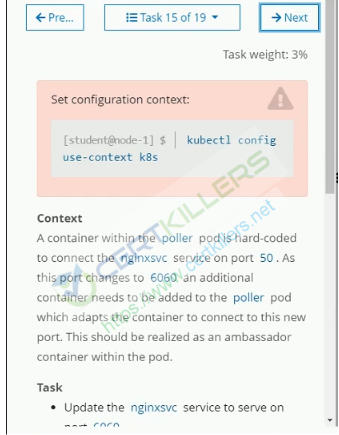 Pre...
Task 15 of 19
Next
Task weight: 3%
Set configuration context:
[student@node-1] $ | kubectl config
use-context k8s
Context
A container within the poller pod is hard-coded
to connect the nginxsvc service on port 50 . As
this port changes to 6060 an additional
container needs to be added to the poller pod
which adapts the container to connect to this new
port. This should be realized as an ambassador
container within the pod.
CERTKILLERS
https://www.certkillers.net
Task
• Update the nginxsvc service to serve on
port 6060